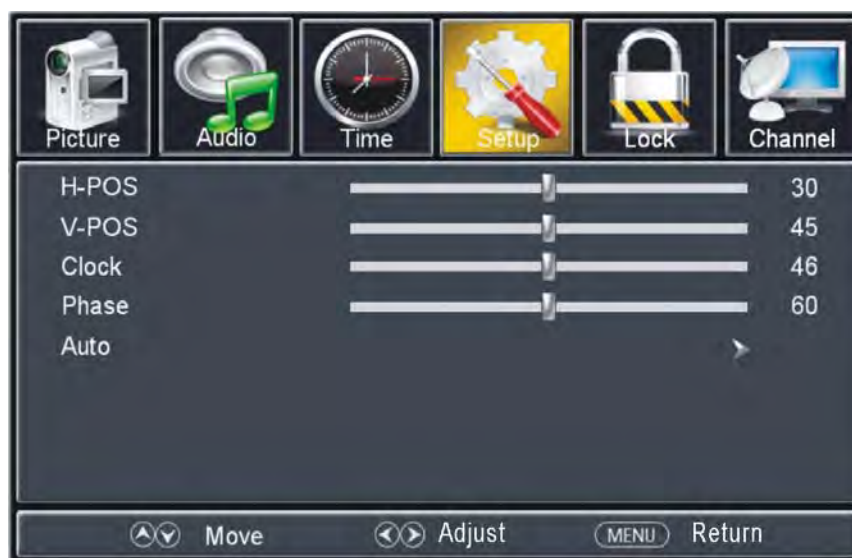 Picture Audio Time Setup Lock Channel
H-POS 30
V-POS 45
Clock 46
Phase 60
Auto
Move Adjust MENU Return